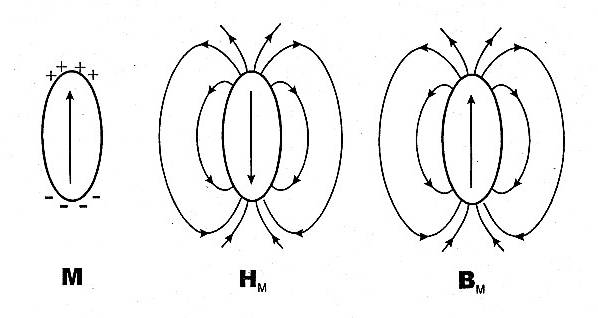 + + + +
- - - -
M H_M B_M